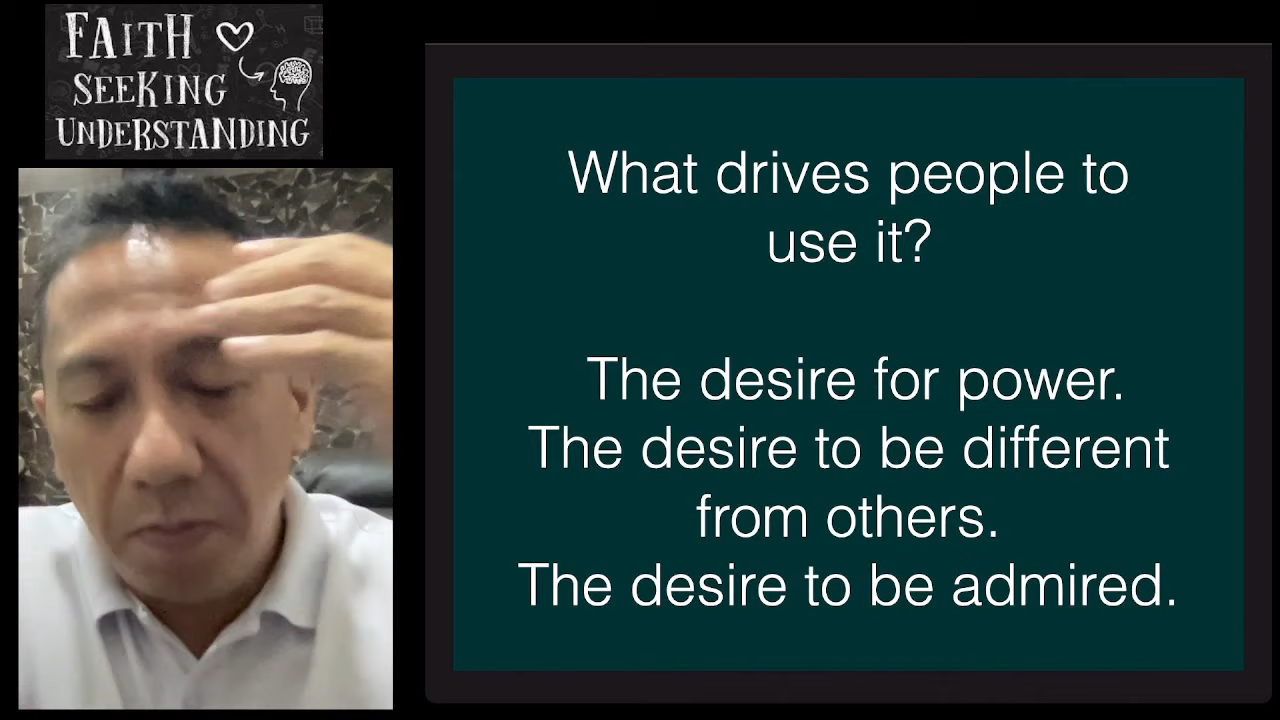 FAITH
SEEKING
UNDERSTANDING
What drives people to
use it?
The desire for power.
The desire to be different
from others.
The desire to be admired.